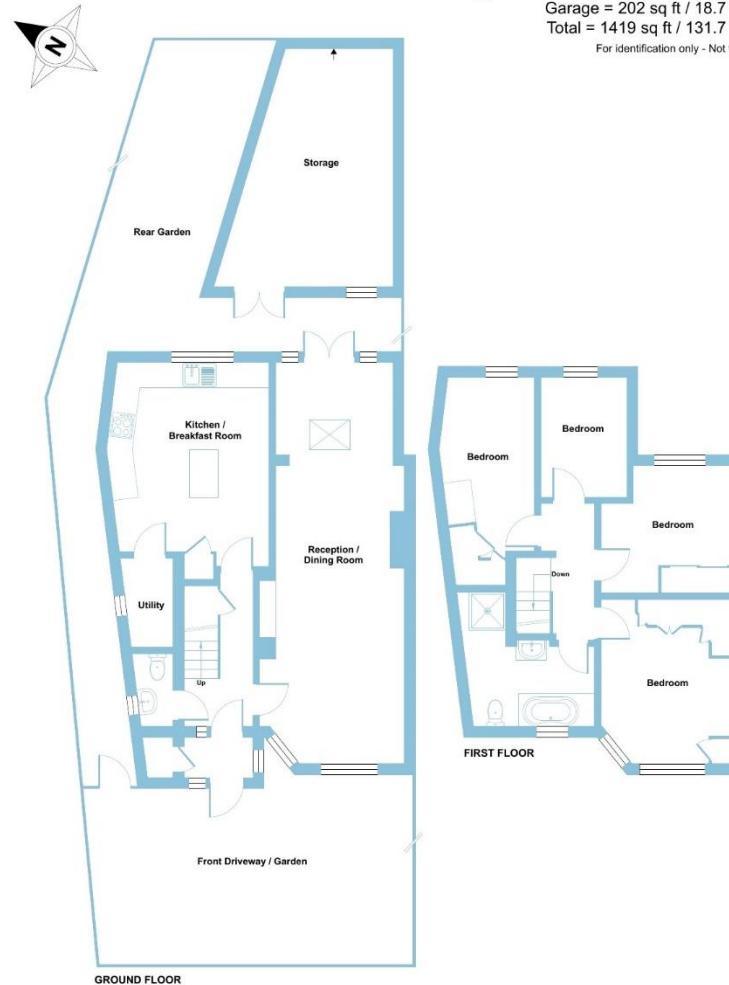 Garage = 202 sq ft / 18.7
Total = 1419 sq ft / 131.7
For identification only - Not
N
Storage
Rear Garden
Kitchen /
Breakfast Room
Reception /
Dining Room
Utility
Up
Front Driveway / Garden
GROUND FLOOR
Bedroom
Bedroom
Bedroom
Down
Bedroom
FIRST FLOOR